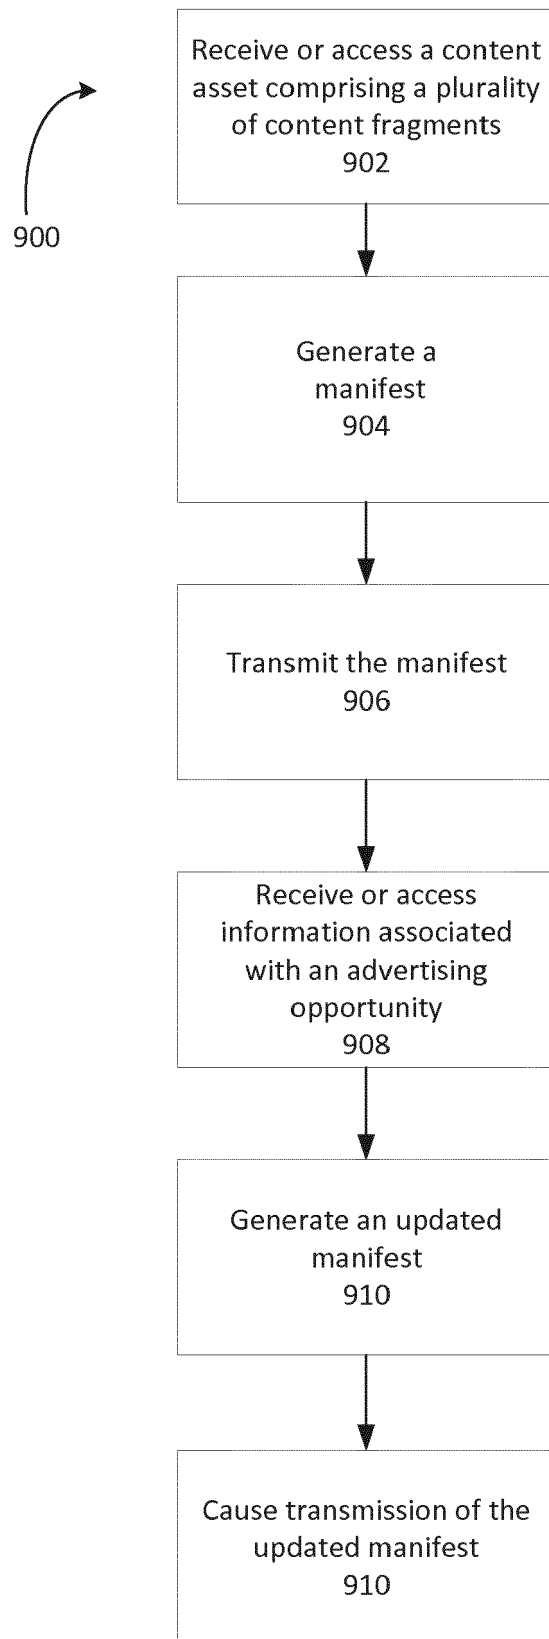 Receive or access a content
asset comprising a plurality
of content fragments
902
900
Generate a
manifest
904
Transmit the manifest
906
Receive or access
information associated
with an advertising
opportunity
908
Generate an updated
manifest
910
Cause transmission of the
updated manifest
910